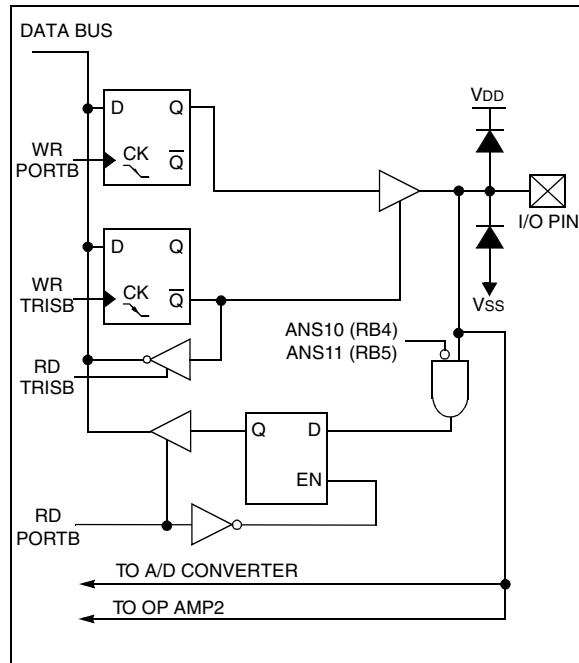 DATA BUS
D Q
WR
PORTB
CK Q
VDD
I/O PIN
D Q
WR
TRISB
CK Q
VSS
ANS10 (RB4)
ANS11 (RB5)
RD
TRISB
Q D
EN
RD
PORTB
TO A/D CONVERTER
TO OP AMP2